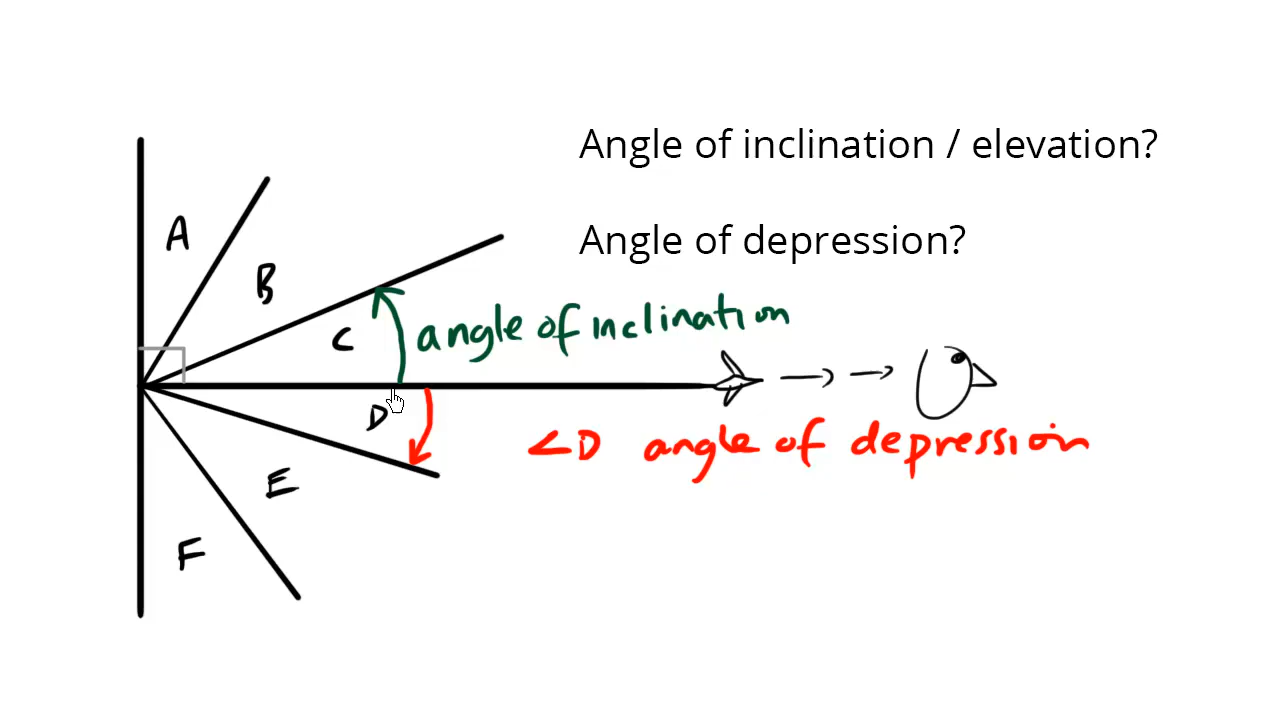 Angle of inclination / elevation?
A
Angle of depression?
B
angle of inclination
C
D
<D angle of depression
E
F